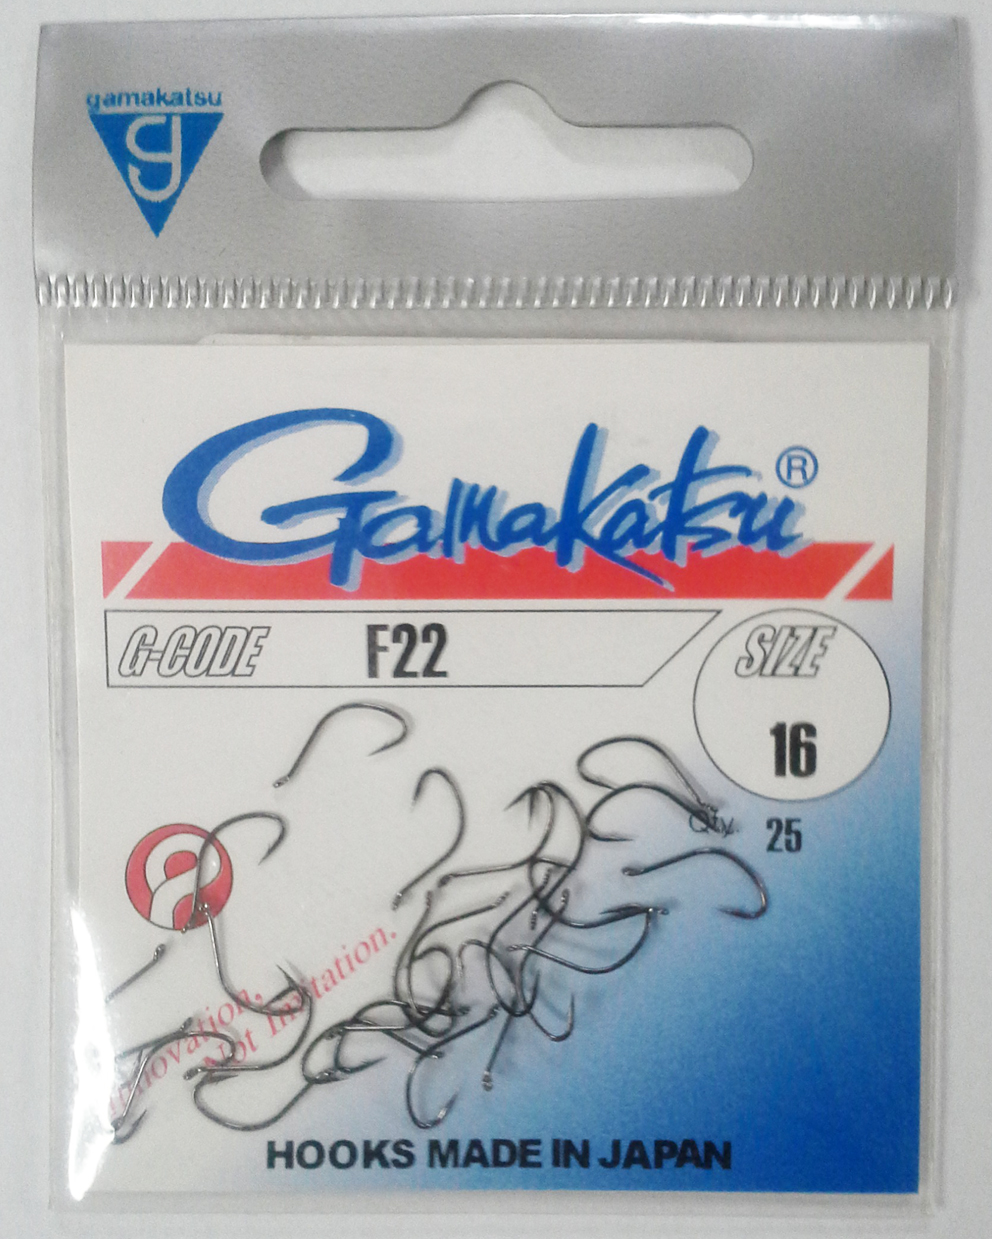 gamakatsu
g
Gamakatsu®
G-CODE F22
SIZE
16
Qty. 25
Innovation,
Not Imitation.
HOOKS MADE IN JAPAN